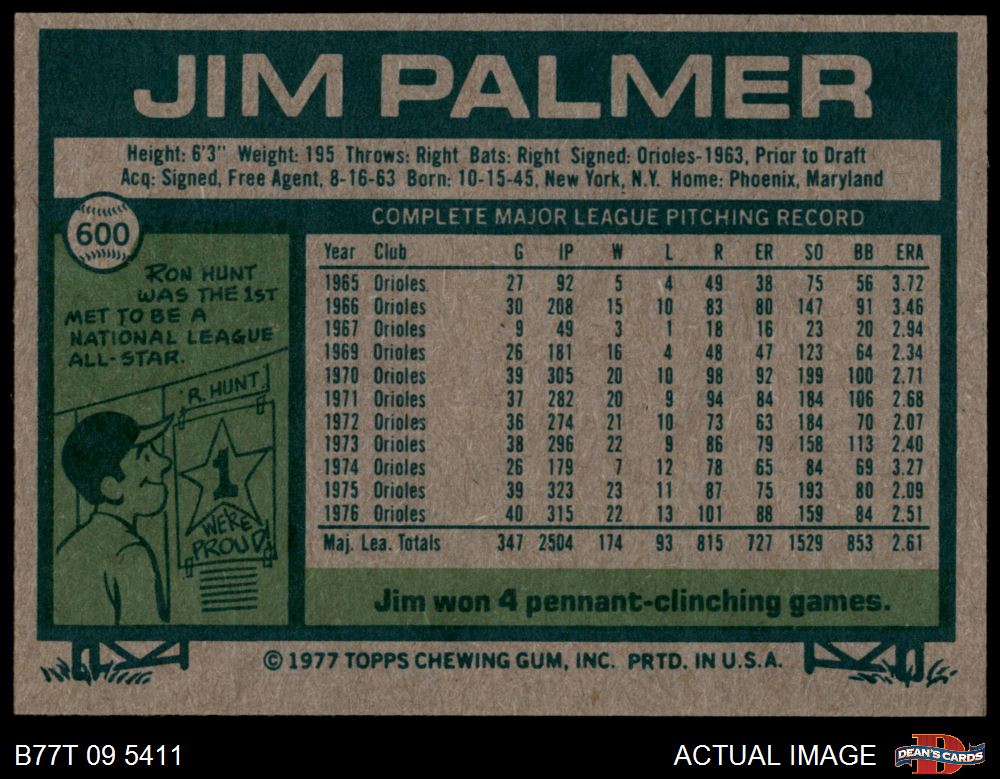 JIM PALMER
Height: 6'3" Weight: 195 Throws: Right Bats: Right Signed: Orioles-1963, Prior to Draft
Acq: Signed, Free Agent, 8-16-63 Born: 10-15-45, New York, N.Y. Home: Phoenix, Maryland
600
RON HUNT
WAS THE 1ST
MET TO BE A
NATIONAL LEAGUE
ALL-STAR.
R. HUNT
1
WE'RE
PROUD
COMPLETE MAJOR LEAGUE PITCHING RECORD
Year Club G IP W L R ER SO BB ERA
1965 Orioles 27 92 5 4 49 38 75 56 3.72
1966 Orioles 30 208 15 10 83 80 147 91 3.46
1967 Orioles 9 49 3 1 18 16 23 20 2.94
1969 Orioles 26 181 16 4 48 47 123 64 2.34
1970 Orioles 39 305 20 10 98 92 199 100 2.71
1971 Orioles 37 282 20 9 94 84 184 106 2.68
1972 Orioles 36 274 21 10 73 63 184 70 2.07
1973 Orioles 38 296 22 9 86 79 158 113 2.40
1974 Orioles 26 179 7 12 78 65 84 69 3.27
1975 Orioles 39 323 23 11 87 75 193 80 2.09
1976 Orioles 40 315 22 13 101 88 159 84 2.51
Maj. Lea. Totals 347 2504 174 93 815 727 1529 853 2.61
Jim won 4 pennant-clinching games.
© 1977 TOPPS CHEWING GUM, INC. PRTD. IN U.S.A.
B77T 09 5411
ACTUAL IMAGE
D
DEAN'S CARDS